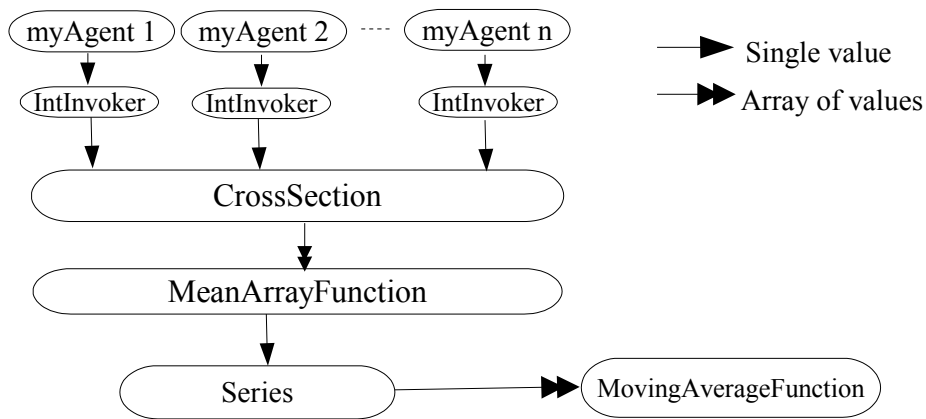 myAgent 1
myAgent 2
myAgent n
Single value
IntInvoker
IntInvoker
IntInvoker
Array of values
CrossSection
MeanArrayFunction
Series
MovingAverageFunction